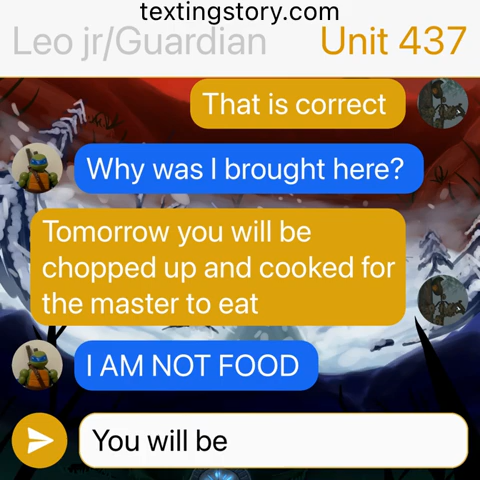 textingstory.com
Leo jr/Guardian Unit 437
That is correct
Why was I brought here?
Tomorrow you will be
chopped up and cooked for
the master to eat
I AM NOT FOOD
You will be